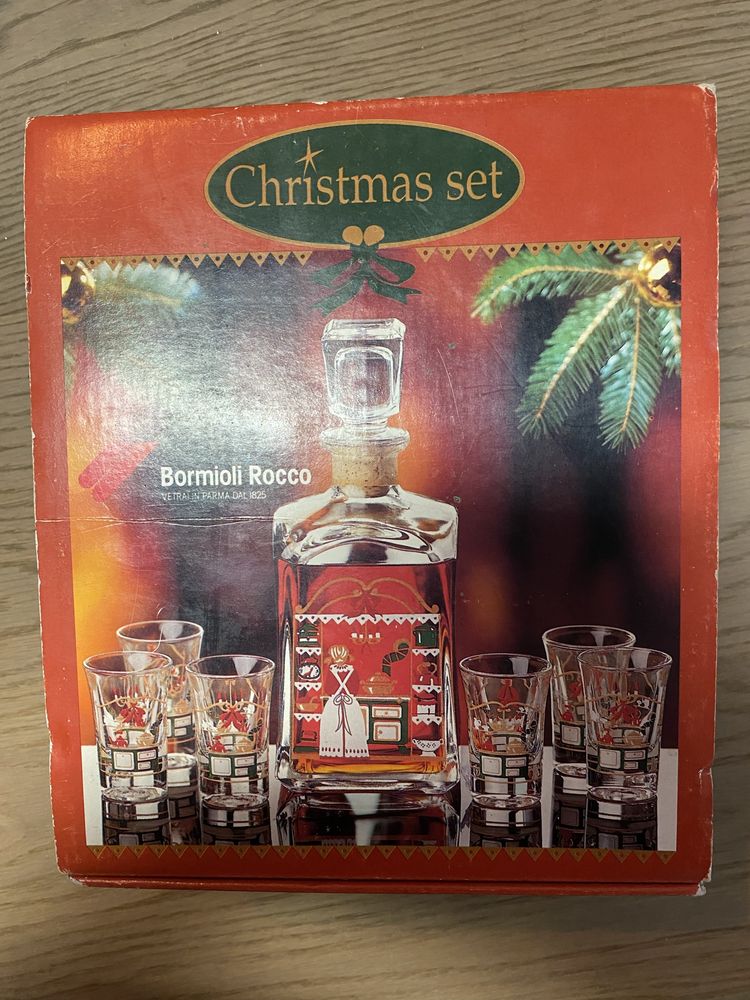 Christmas set
Bormioli Rocco
VETRAI IN PARMA DAL 1825